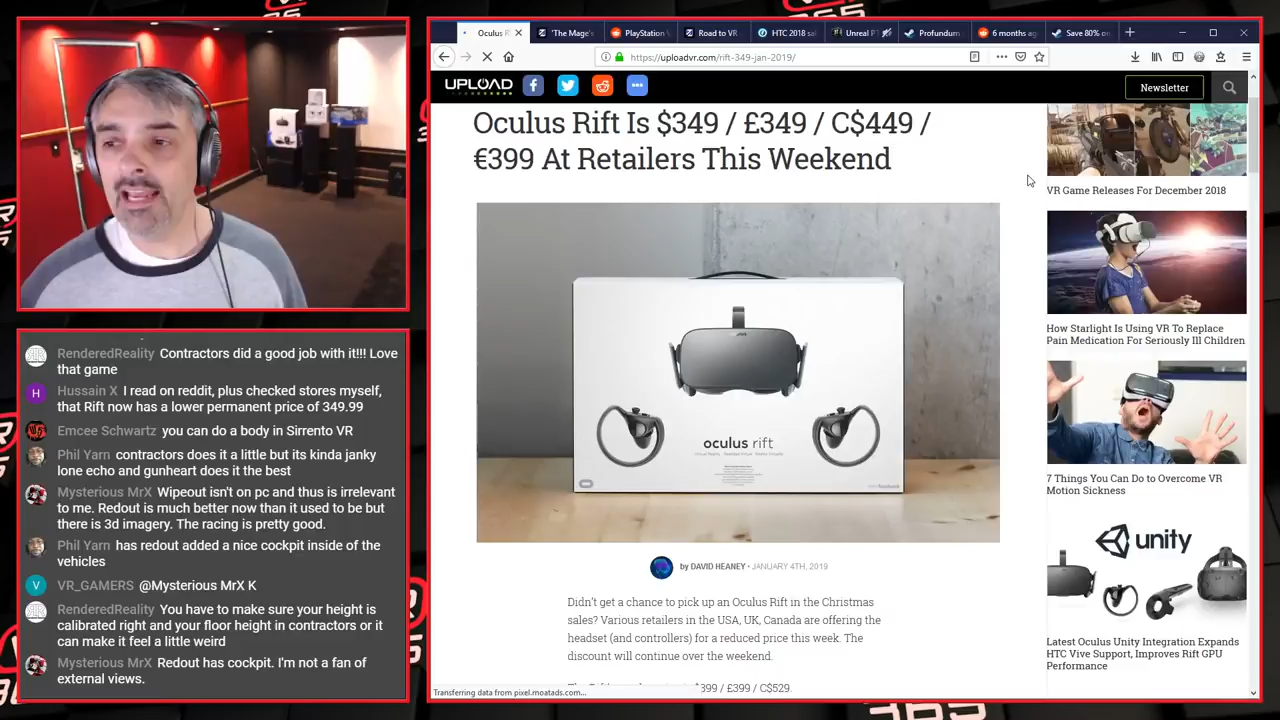 RenderedReality Contractors did a good job with it!!! Love
that game
H Hussain X I read on reddit, plus checked stores myself,
that Rift now has a lower permanent price of 349.99
Emcee Schwartz you can do a body in Sirrento VR
Phil Yarn contractors does it a little but its kinda janky
lone echo and gunheart does it the best
Mysterious MrX Wipeout isn't on pc and thus is irrelevant
to me. Redout is much better now than it used to be but
there is 3d imagery. The racing is pretty good.
Phil Yarn has redout added a nice cockpit inside of the
vehicles
V VR_GAMERS @Mysterious MrX K
RenderedReality You have to make sure your height is
calibrated right and your floor height in contractors or it
can make it feel a little weird
Mysterious MrX Redout has cockpit. I'm not a fan of
external views.
Oculus R
'The Mage's
PlayStation V
Road to VR
HTC 2018 sal
Unreal P
Profundum
6 months ag
Save 80% o
https://uploadvr.com/rift-349-jan-2019/
UPLOAD
Newsletter
Oculus Rift Is $349 / £349 / C$449 /
€399 At Retailers This Weekend
oculus rift
by DAVID HEANEY • JANUARY 4TH, 2019
Didn't get a chance to pick up an Oculus Rift in the Christmas
sales? Various retailers in the USA, UK, Canada are offering the
headset (and controllers) for a reduced price this week. The
discount will continue over the weekend.
399 / £399 / C$529.
Transferring data from pixel.moatads.com...
VR Game Releases For December 2018
How Starlight Is Using VR To Replace
Pain Medication For Seriously Ill Children
7 Things You Can Do to Overcome VR
Motion Sickness
unity
Latest Oculus Unity Integration Expands
HTC Vive Support, Improves Rift GPU
Performance